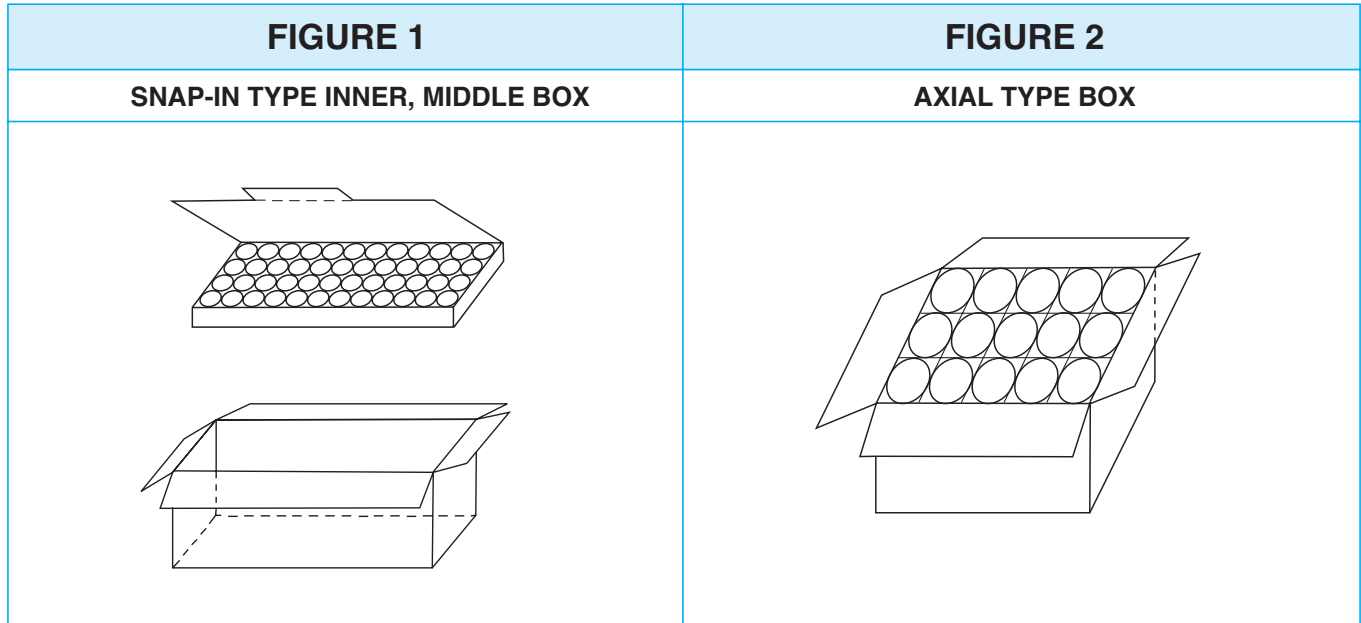 FIGURE 1
FIGURE 2
SNAP-IN TYPE INNER, MIDDLE BOX
AXIAL TYPE BOX